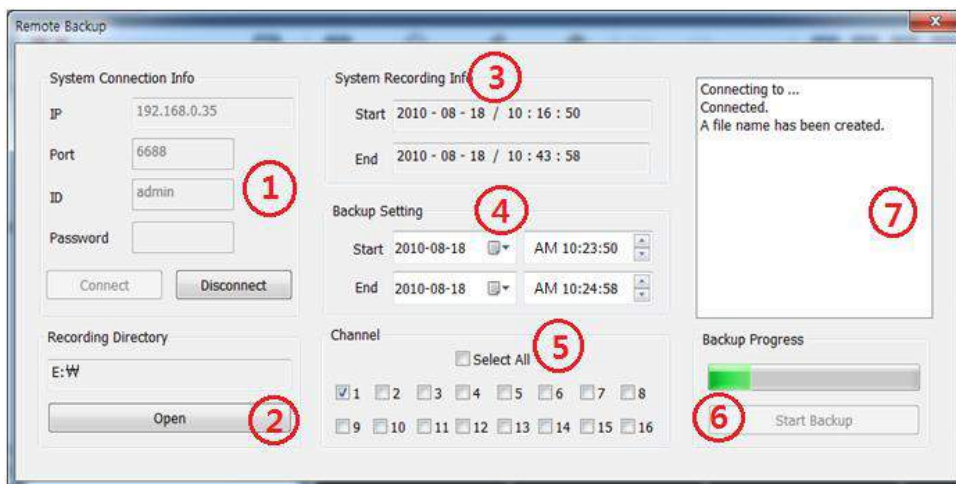 Remote Backup
System Connection Info
IP 192.168.0.35
Port 6688
ID admin
Password
Connect Disconnect
1
Recording Directory
E:₩
Open
2
System Recording Info
3
Start 2010 - 08 - 18 / 10 : 16 : 50
End 2010 - 08 - 18 / 10 : 43 : 58
Backup Setting
4
Start 2010-08-18 AM 10:23:50
End 2010-08-18 AM 10:24:58
Channel
5
Select All
1 2 3 4 5 6 7 8
9 10 11 12 13 14 15 16
Connecting to ...
Connected.
A file name has been created.
7
Backup Progress
6
Start Backup